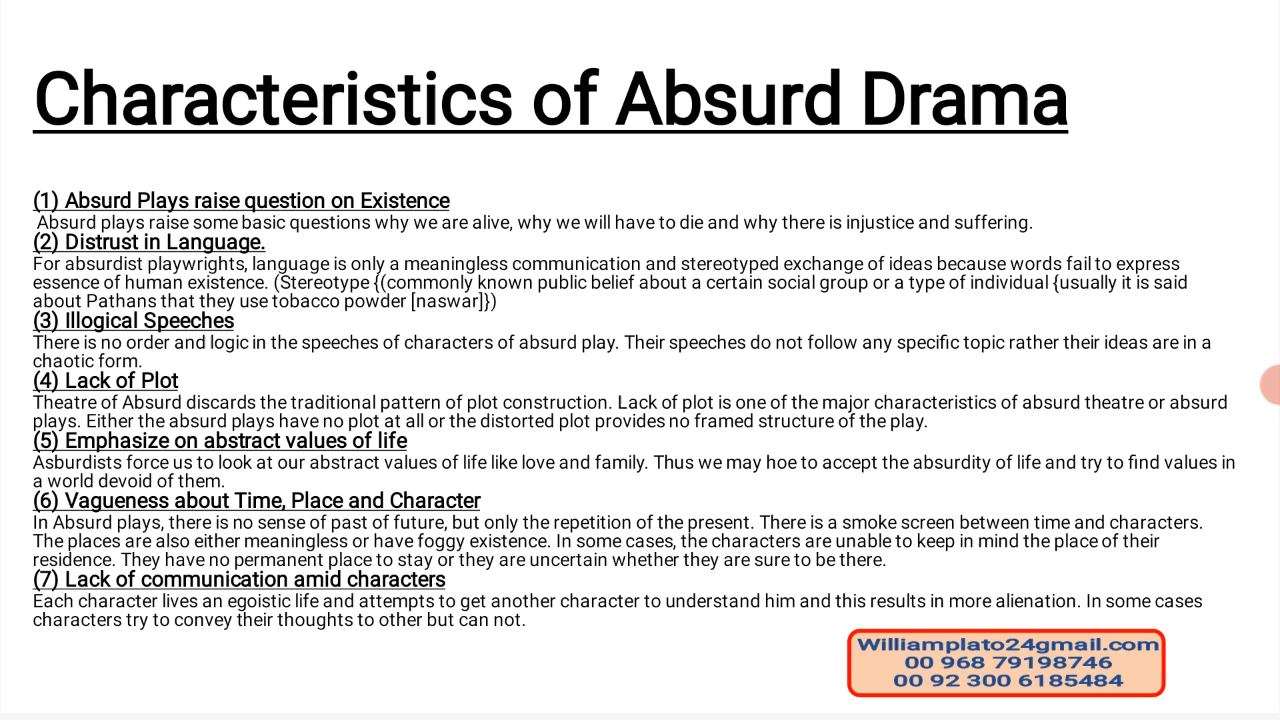 Characteristics of Absurd Drama
(1) Absurd Plays raise question on Existence
Absurd plays raise some basic questions why we are alive, why we will have to die and why there is injustice and suffering.
(2) Distrust in Language.
For absurdist playwrights, language is only a meaningless communication and stereotyped exchange of ideas because words fail to express
essence of human existence. (Stereotype {(commonly known public belief about a certain social group or a type of individual {usually it is said
about Pathans that they use tobacco powder [naswar]})
(3) Illogical Speeches
There is no order and logic in the speeches of characters of absurd play. Their speeches do not follow any specific topic rather their ideas are in a
chaotic form.
(4) Lack of Plot
Theatre of Absurd discards the traditional pattern of plot construction. Lack of plot is one of the major characteristics of absurd theatre or absurd
plays. Either the absurd plays have no plot at all or the distorted plot provides no framed structure of the play.
(5) Emphasize on abstract values of life
Asburdists force us to look at our abstract values of life like love and family. Thus we may hoe to accept the absurdity of life and try to find values in
a world devoid of them.
(6) Vagueness about Time, Place and Character
In Absurd plays, there is no sense of past of future, but only the repetition of the present. There is a smoke screen between time and characters.
The places are also either meaningless or have foggy existence. In some cases, the characters are unable to keep in mind the place of their
residence. They have no permanent place to stay or they are uncertain whether they are sure to be there.
(7) Lack of communication amid characters
Each character lives an egoistic life and attempts to get another character to understand him and this results in more alienation. In some cases
characters try to convey their thoughts to other but can not.
Williamplato24gmail.com
00 968 79198746
00 92 300 6185484